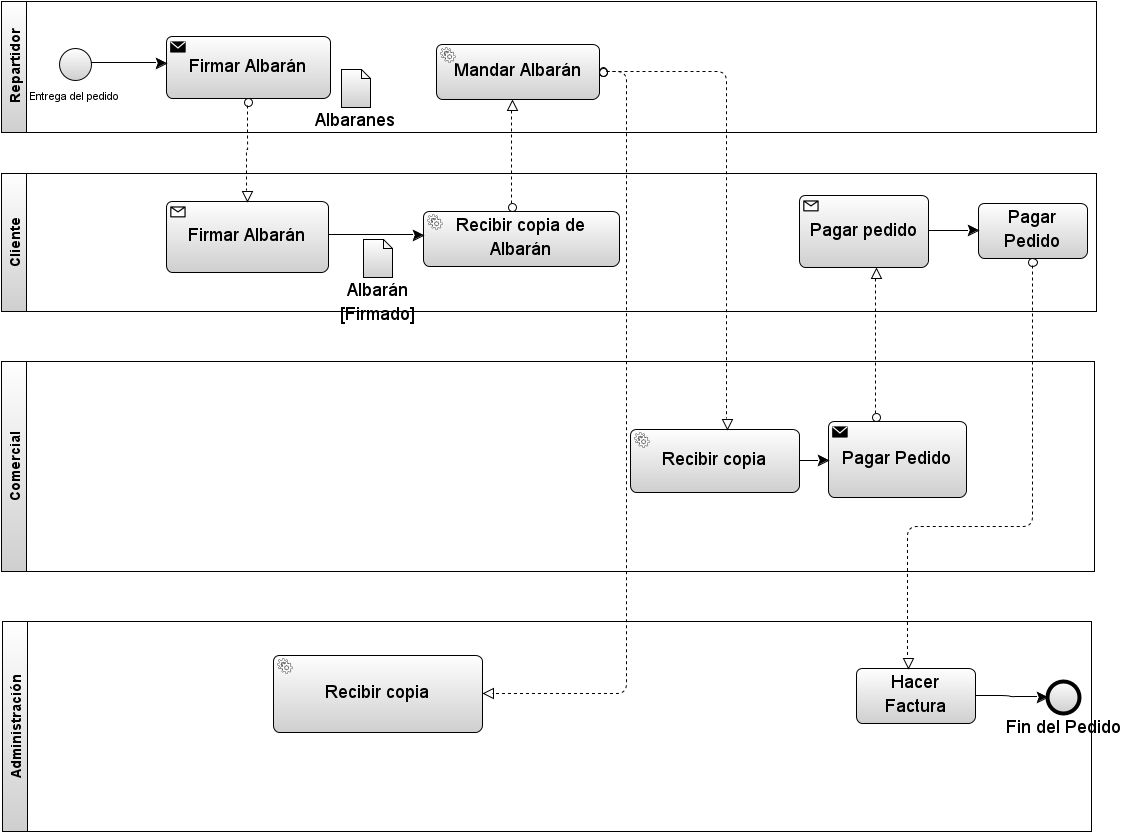 Repartidor
Entrega del pedido
Firmar Albarán
Albaranes
Mandar Albarán
Cliente
Firmar Albarán
Albarán
[Firmado]
Recibir copia de
Albarán
Pagar pedido
Pagar
Pedido
Comercial
Recibir copia
Pagar Pedido
Administración
Recibir copia
Hacer
Factura
Fin del Pedido